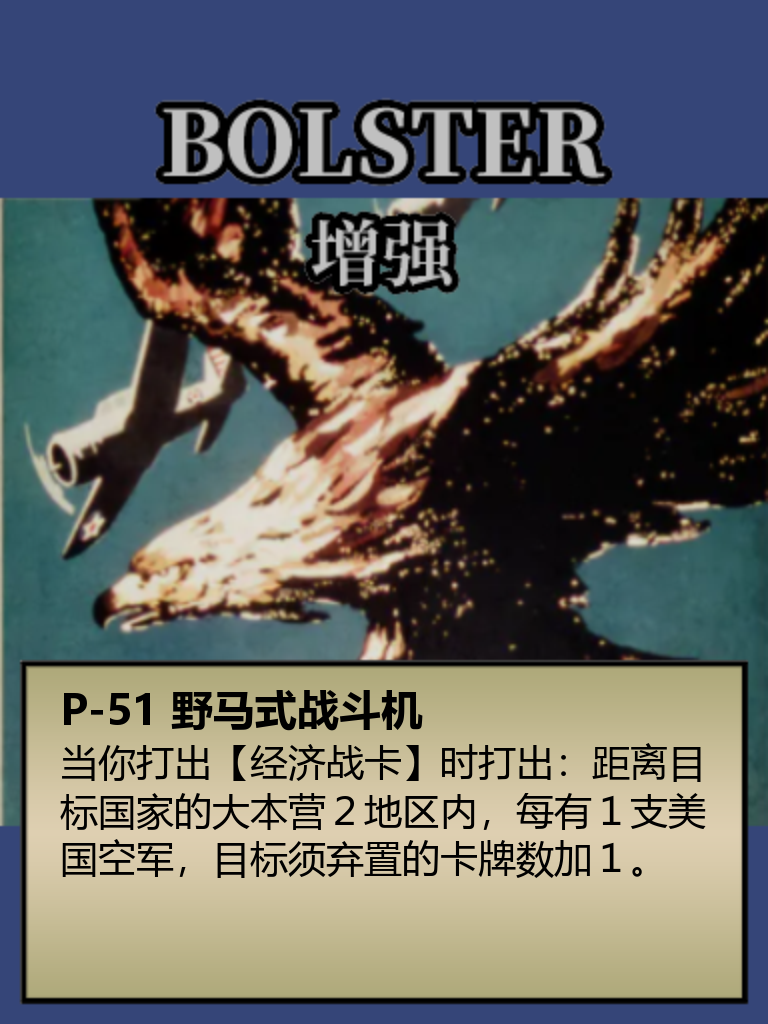 BOLSTER
增强
P-51 野马式战斗机
当你打出【经济战卡】时打出：距离目
标国家的大本营２地区内，每有１支美
国空军，目标须弃置的卡牌数加１。